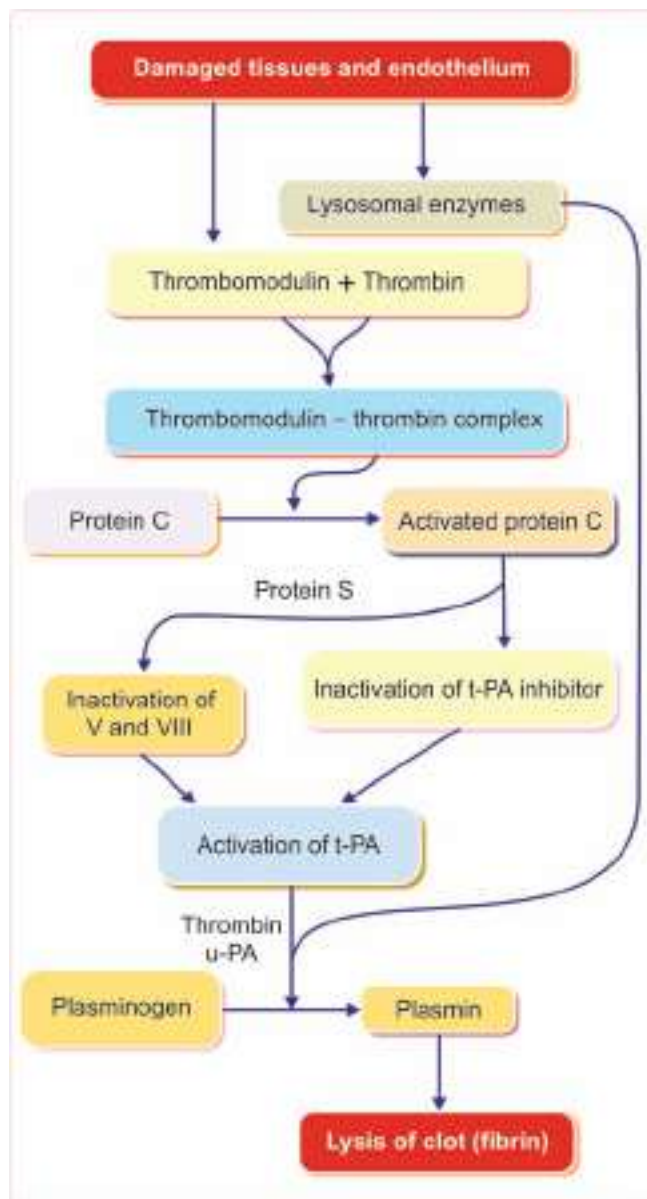 Damaged tissues and endothelium
Lysosomal enzymes
Thrombomodulin + Thrombin
Thrombomodulin – thrombin complex
Protein C
Activated protein C
Protein S
Inactivation of
V and VIII
Inactivation of t-PA inhibitor
Activation of t-PA
Thrombin
u-PA
Plasminogen
Plasmin
Lysis of clot (fibrin)